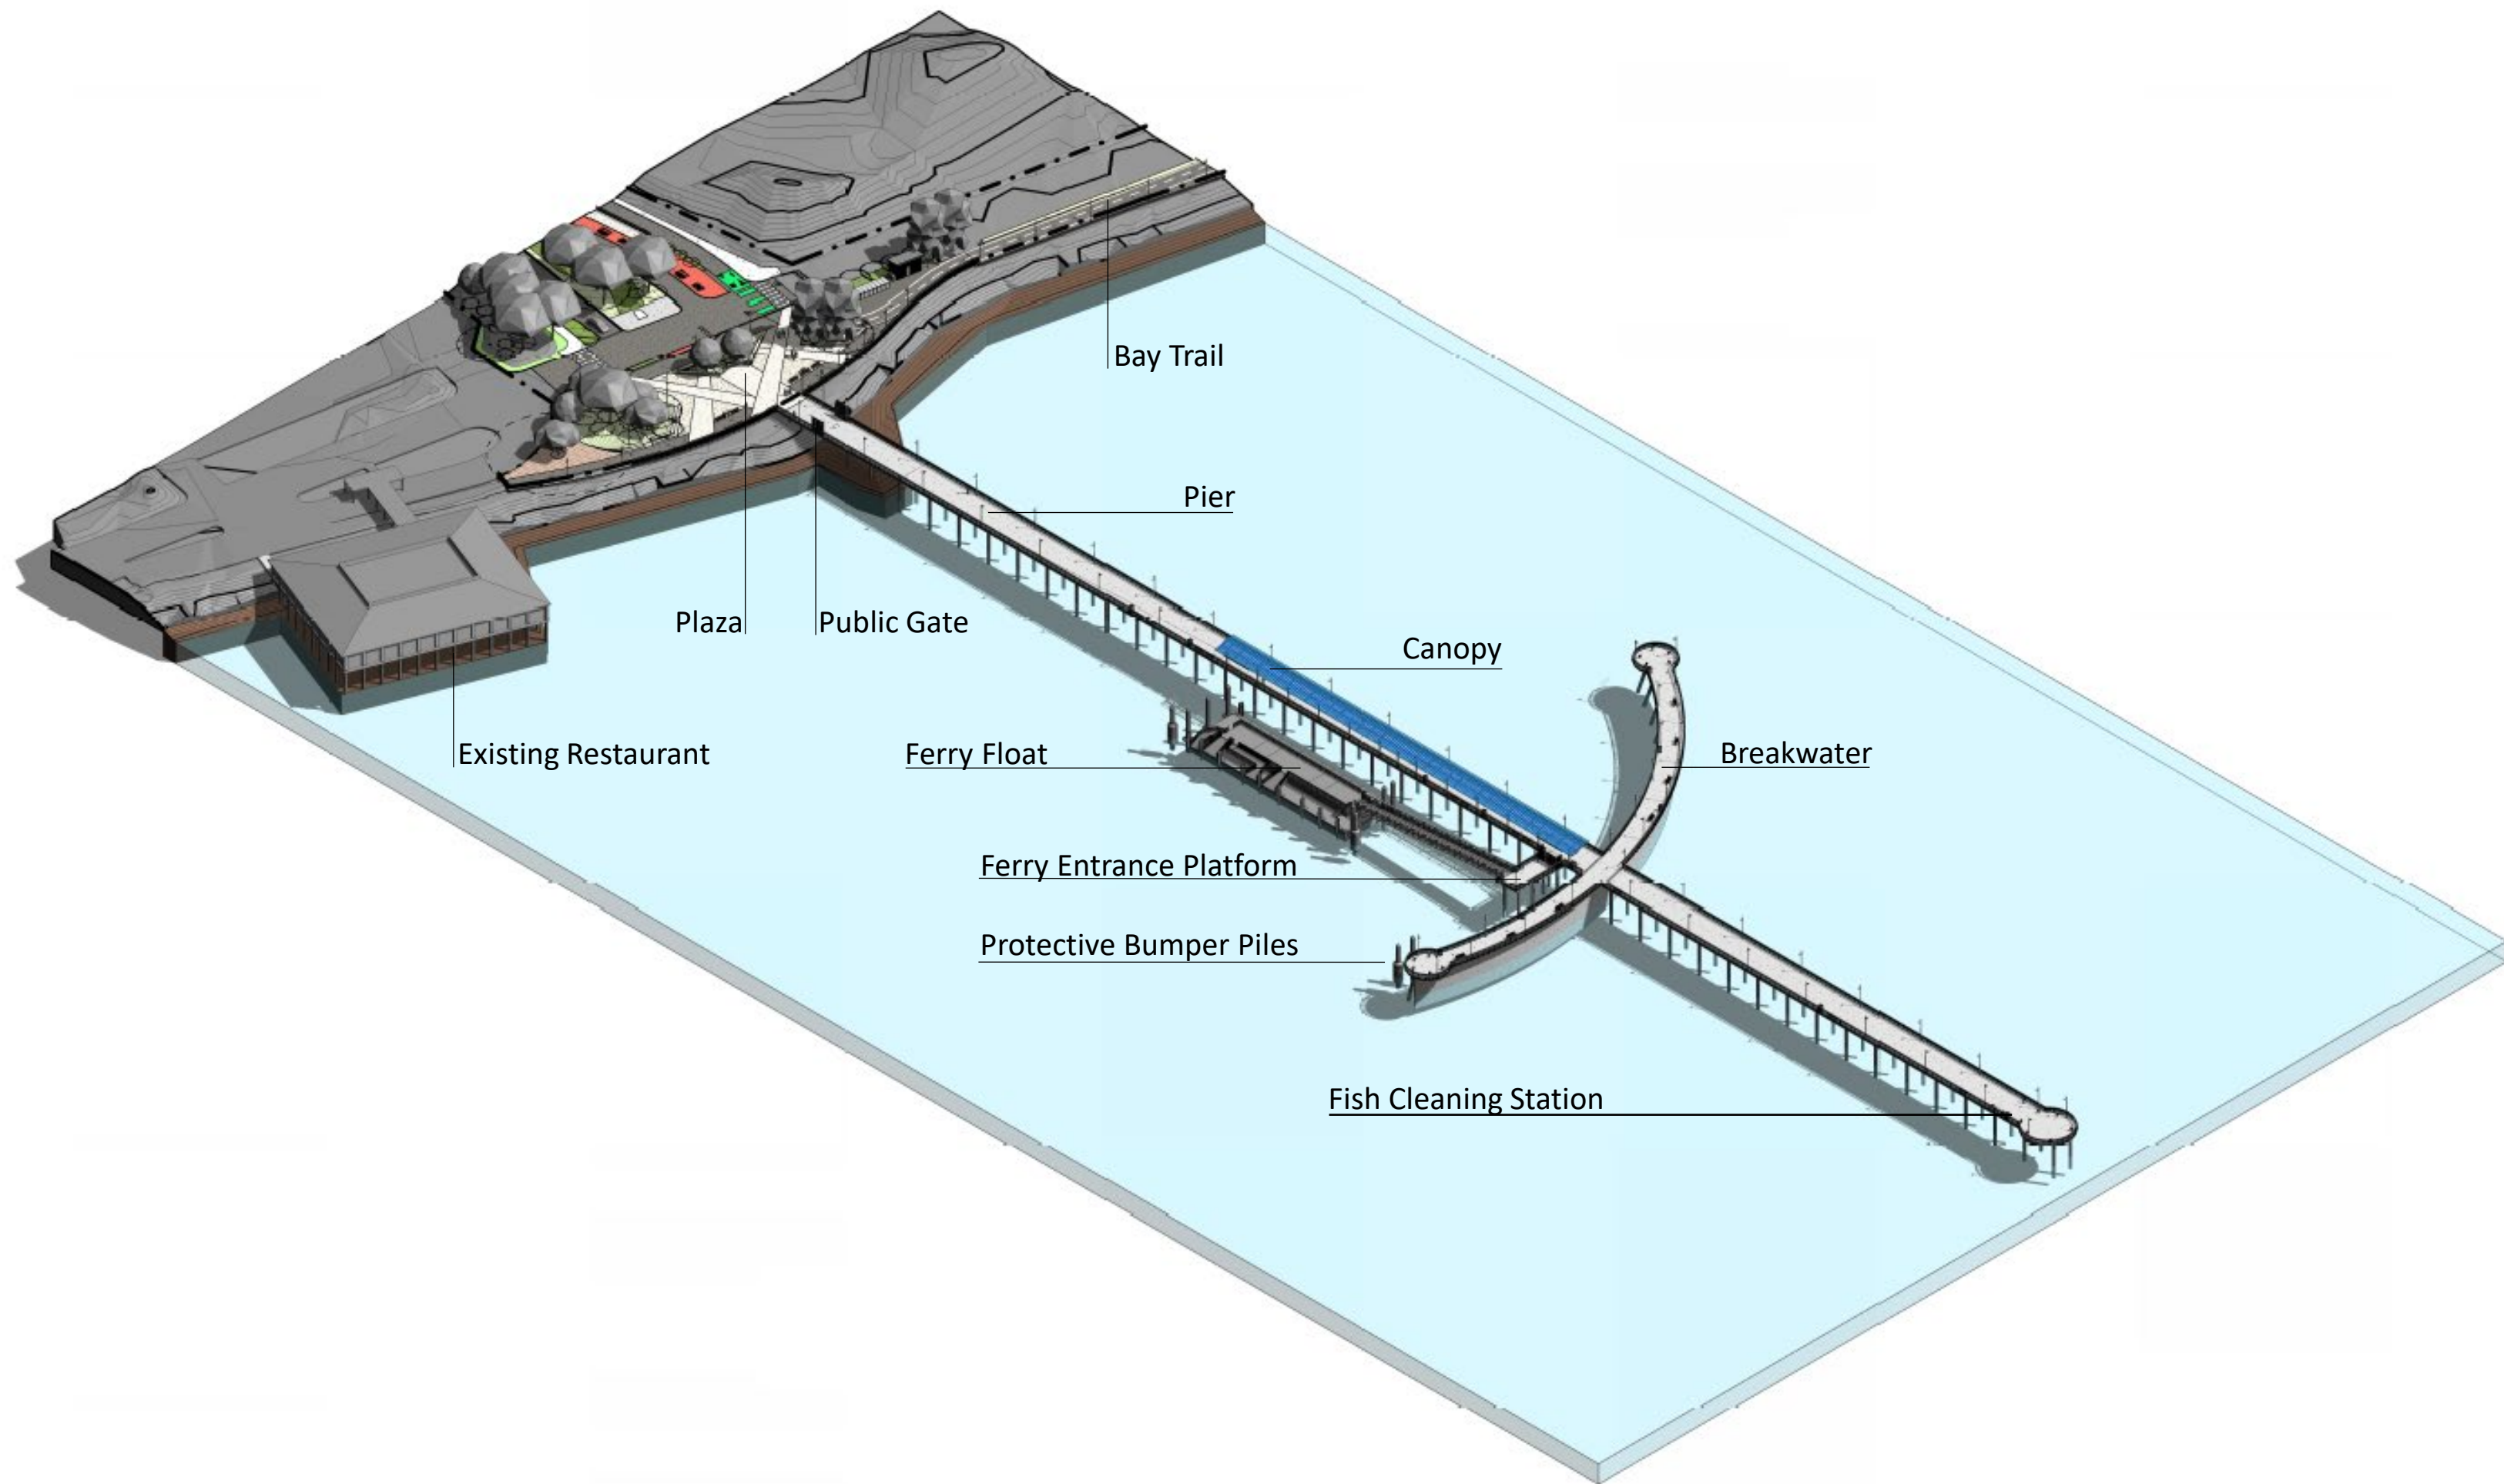 Bay Trail
Pier
Plaza
Public Gate
Canopy
Existing Restaurant
Ferry Float
Breakwater
Ferry Entrance Platform
Protective Bumper Piles
Fish Cleaning Station